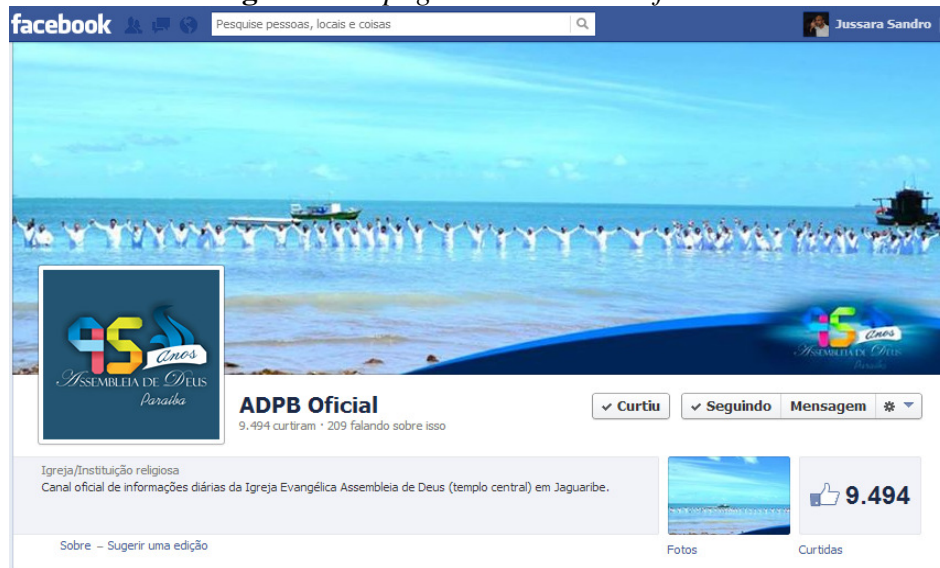 facebook
Pesquise pessoas, locais e coisas
Jussara Sandro
95
anos
ASSEMBLEIA DE DEUS
Paraíba
95
anos
ASSEMBLEIA DE DEUS
Paraíba
ADPB Oficial
9.494 curtiram · 209 falando sobre isso
Curtiu
Seguindo
Mensagem
Igreja/Instituição religiosa
Canal oficial de informações diárias da Igreja Evangélica Assembleia de Deus (templo central) em Jaguaribe.
9.494
Sobre – Sugerir uma edição
Fotos
Curtidas